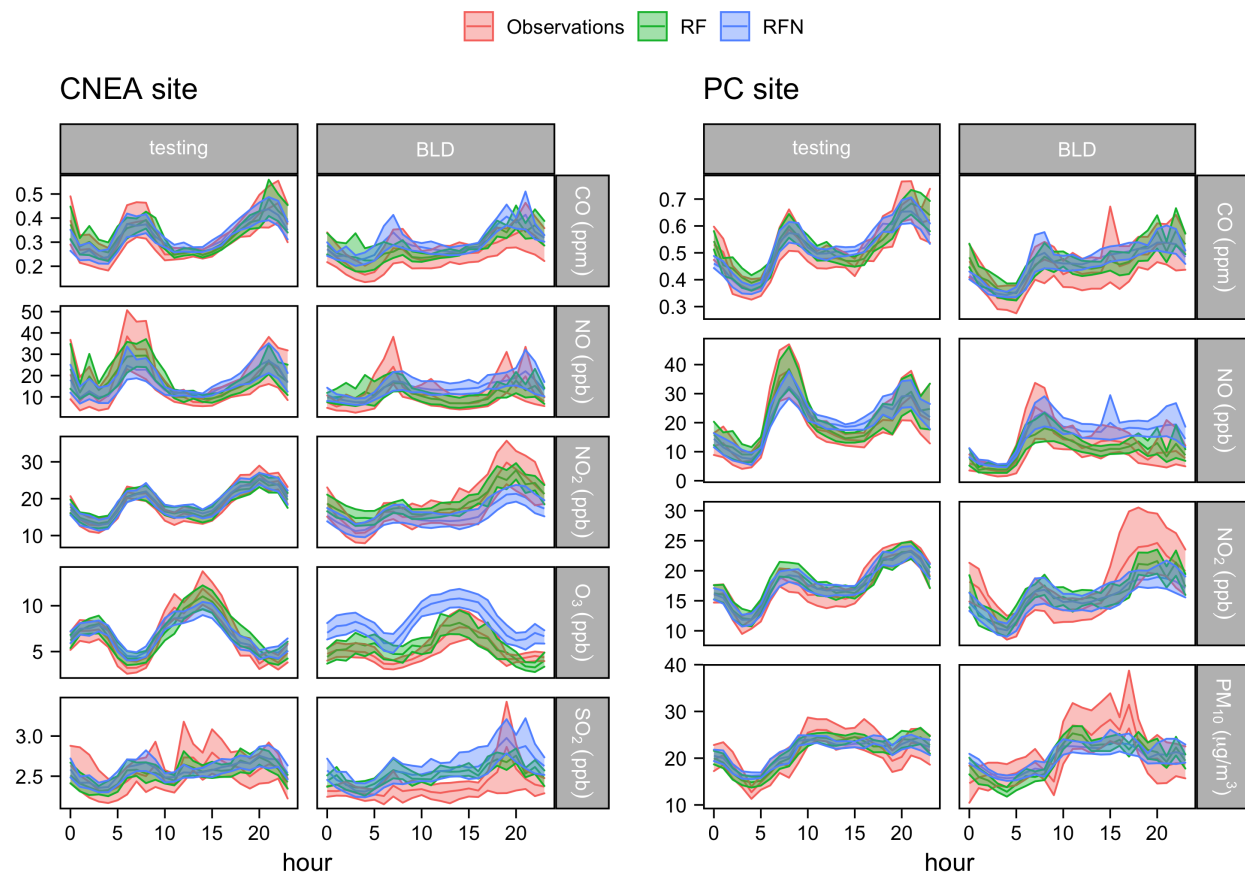 Observations RF RFN
CNEA site
testing BLD
0.5
0.4
0.3
0.2
CO (ppm)
50
40
30
20
10
NO (ppb)
30
20
10
NO₂ (ppb)
10
5
O₃ (ppb)
3.0
2.5
SO₂ (ppb)
0 5 10 15 20 0 5 10 15 20
hour
PC site
testing BLD
0.7
0.6
0.5
0.4
0.3
CO (ppm)
40
30
20
10
0
NO (ppb)
30
25
20
15
10
NO₂ (ppb)
40
30
20
10
PM₁₀ (ug/m³)
0 5 10 15 20 0 5 10 15 20
hour